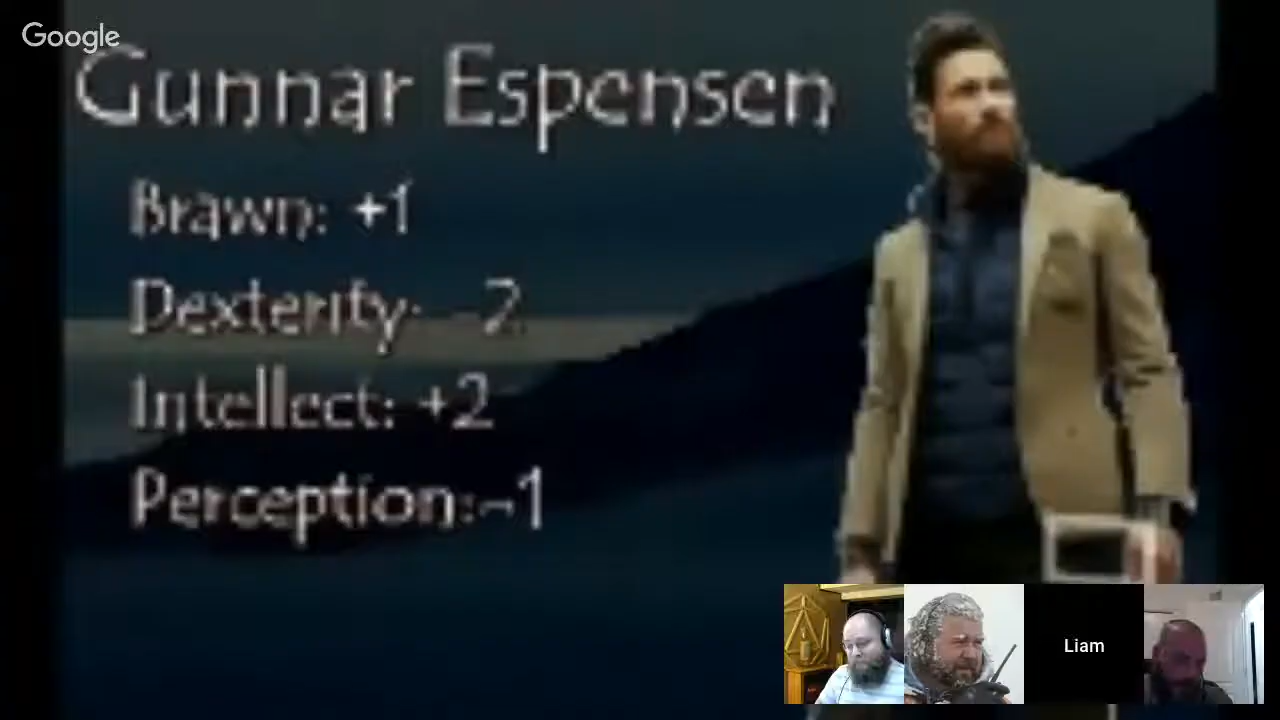 Google
Gunnar Espensen
Brawn: +1
Dexterity: -2
Intellect: +2
Perception:-1
Liam